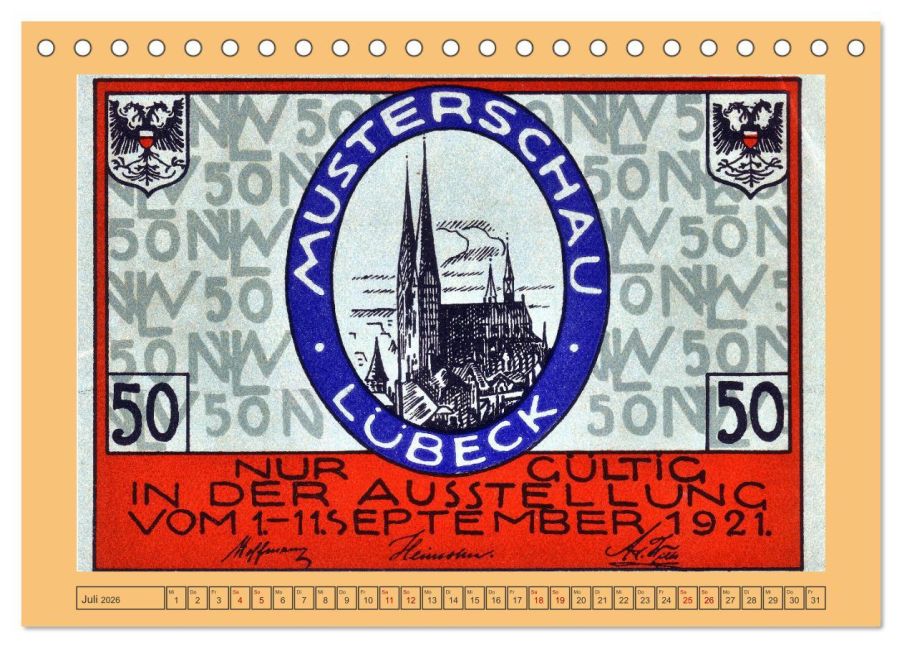 MUSTERSCHAU
LÜBECK
50 50
NUR GÜLTIG
IN DER AUSSTELLUNG
VOM 1-11.SEPTEMBER 1921.
Mi Do Fr Sa So Mo Di Mi Do Fr Sa So Mo Di Mi Do Fr Sa So Mo Di Mi Do Fr Sa So Mo Di Mi Do Fr
Juli 2026 1 2 3 4 5 6 7 8 9 10 11 12 13 14 15 16 17 18 19 20 21 22 23 24 25 26 27 28 29 30 31